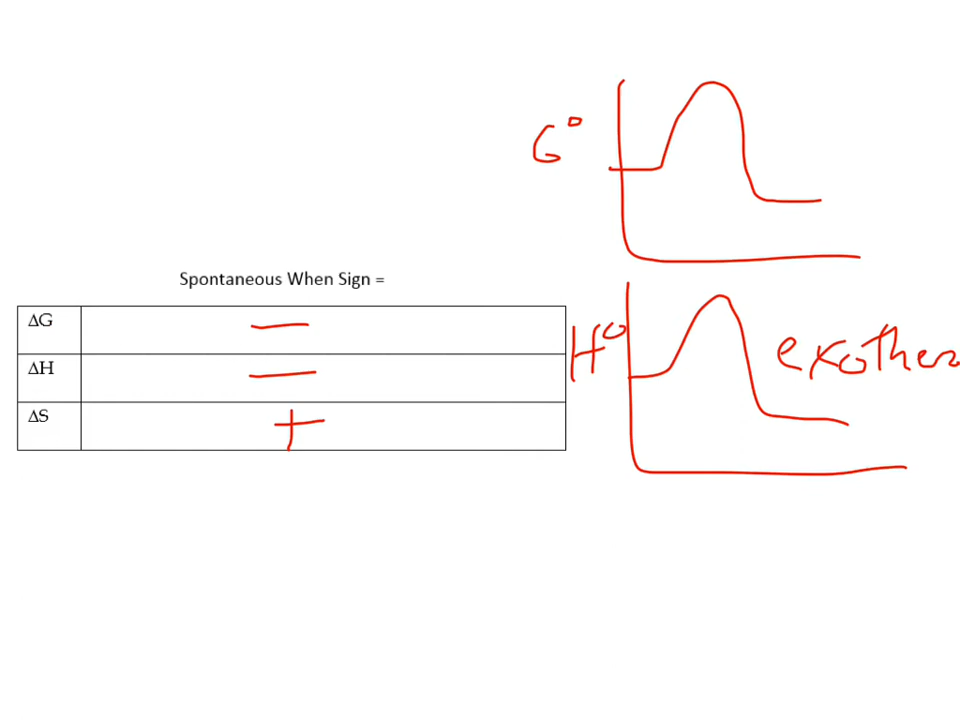 G°
Spontaneous When Sign =
ΔG —
ΔH —
ΔS +
H°
exother